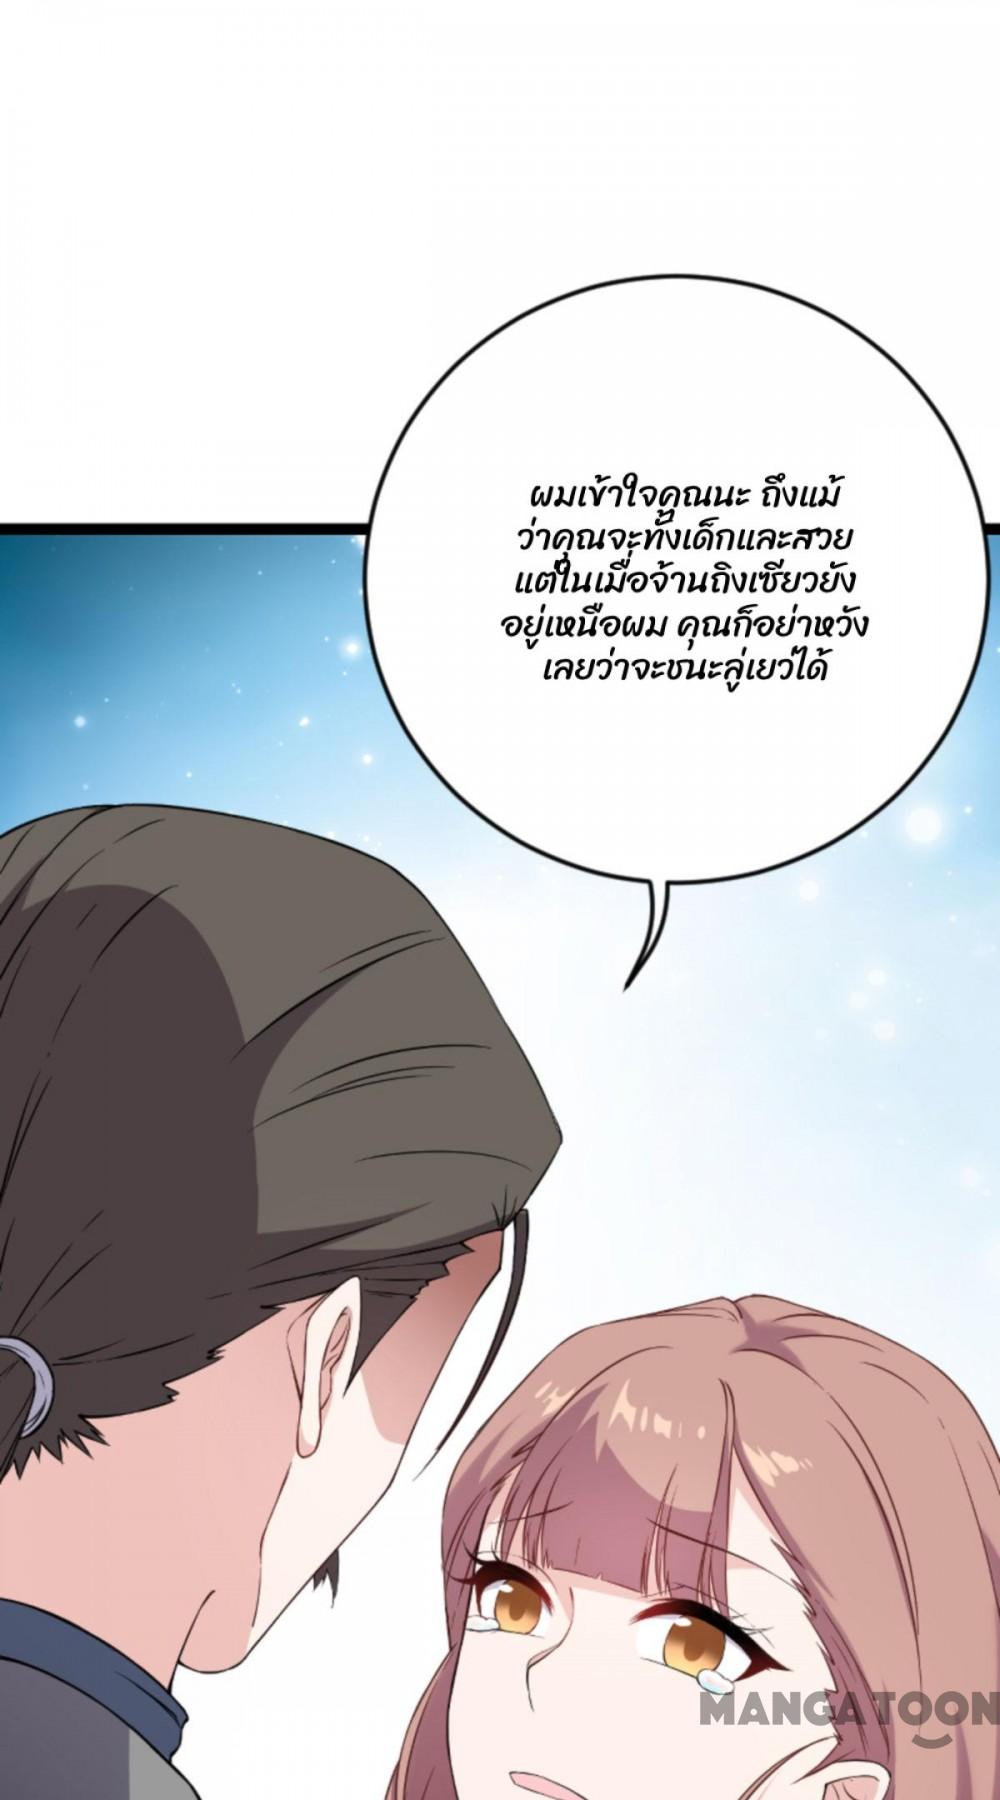 ผมเข้าใจคุณนะ ถึงแม้
ว่าคุณจะทั้งเด็กและสวย
แต่ในเมื่อจ้านถิงเซียวยัง
อยู่เหนือผม คุณก็อย่าหวัง
เลยว่าจะชนะลู่เยว่ได้
MANGATOON